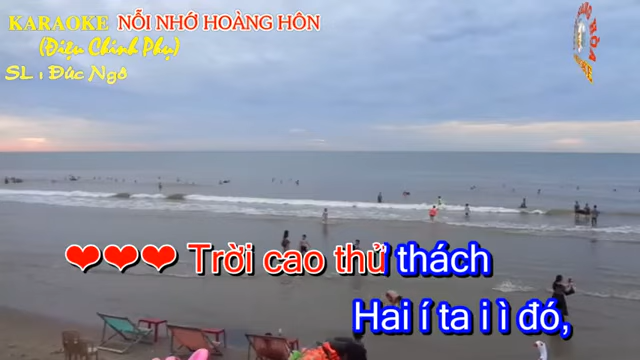 KARAOKE NỖI NHỚ HOÀNG HÔN
(Điệu Chinh Phụ)
SL : Đức Ngô
❤❤❤ Trời cao thử thách
Hai í ta i ì đó,